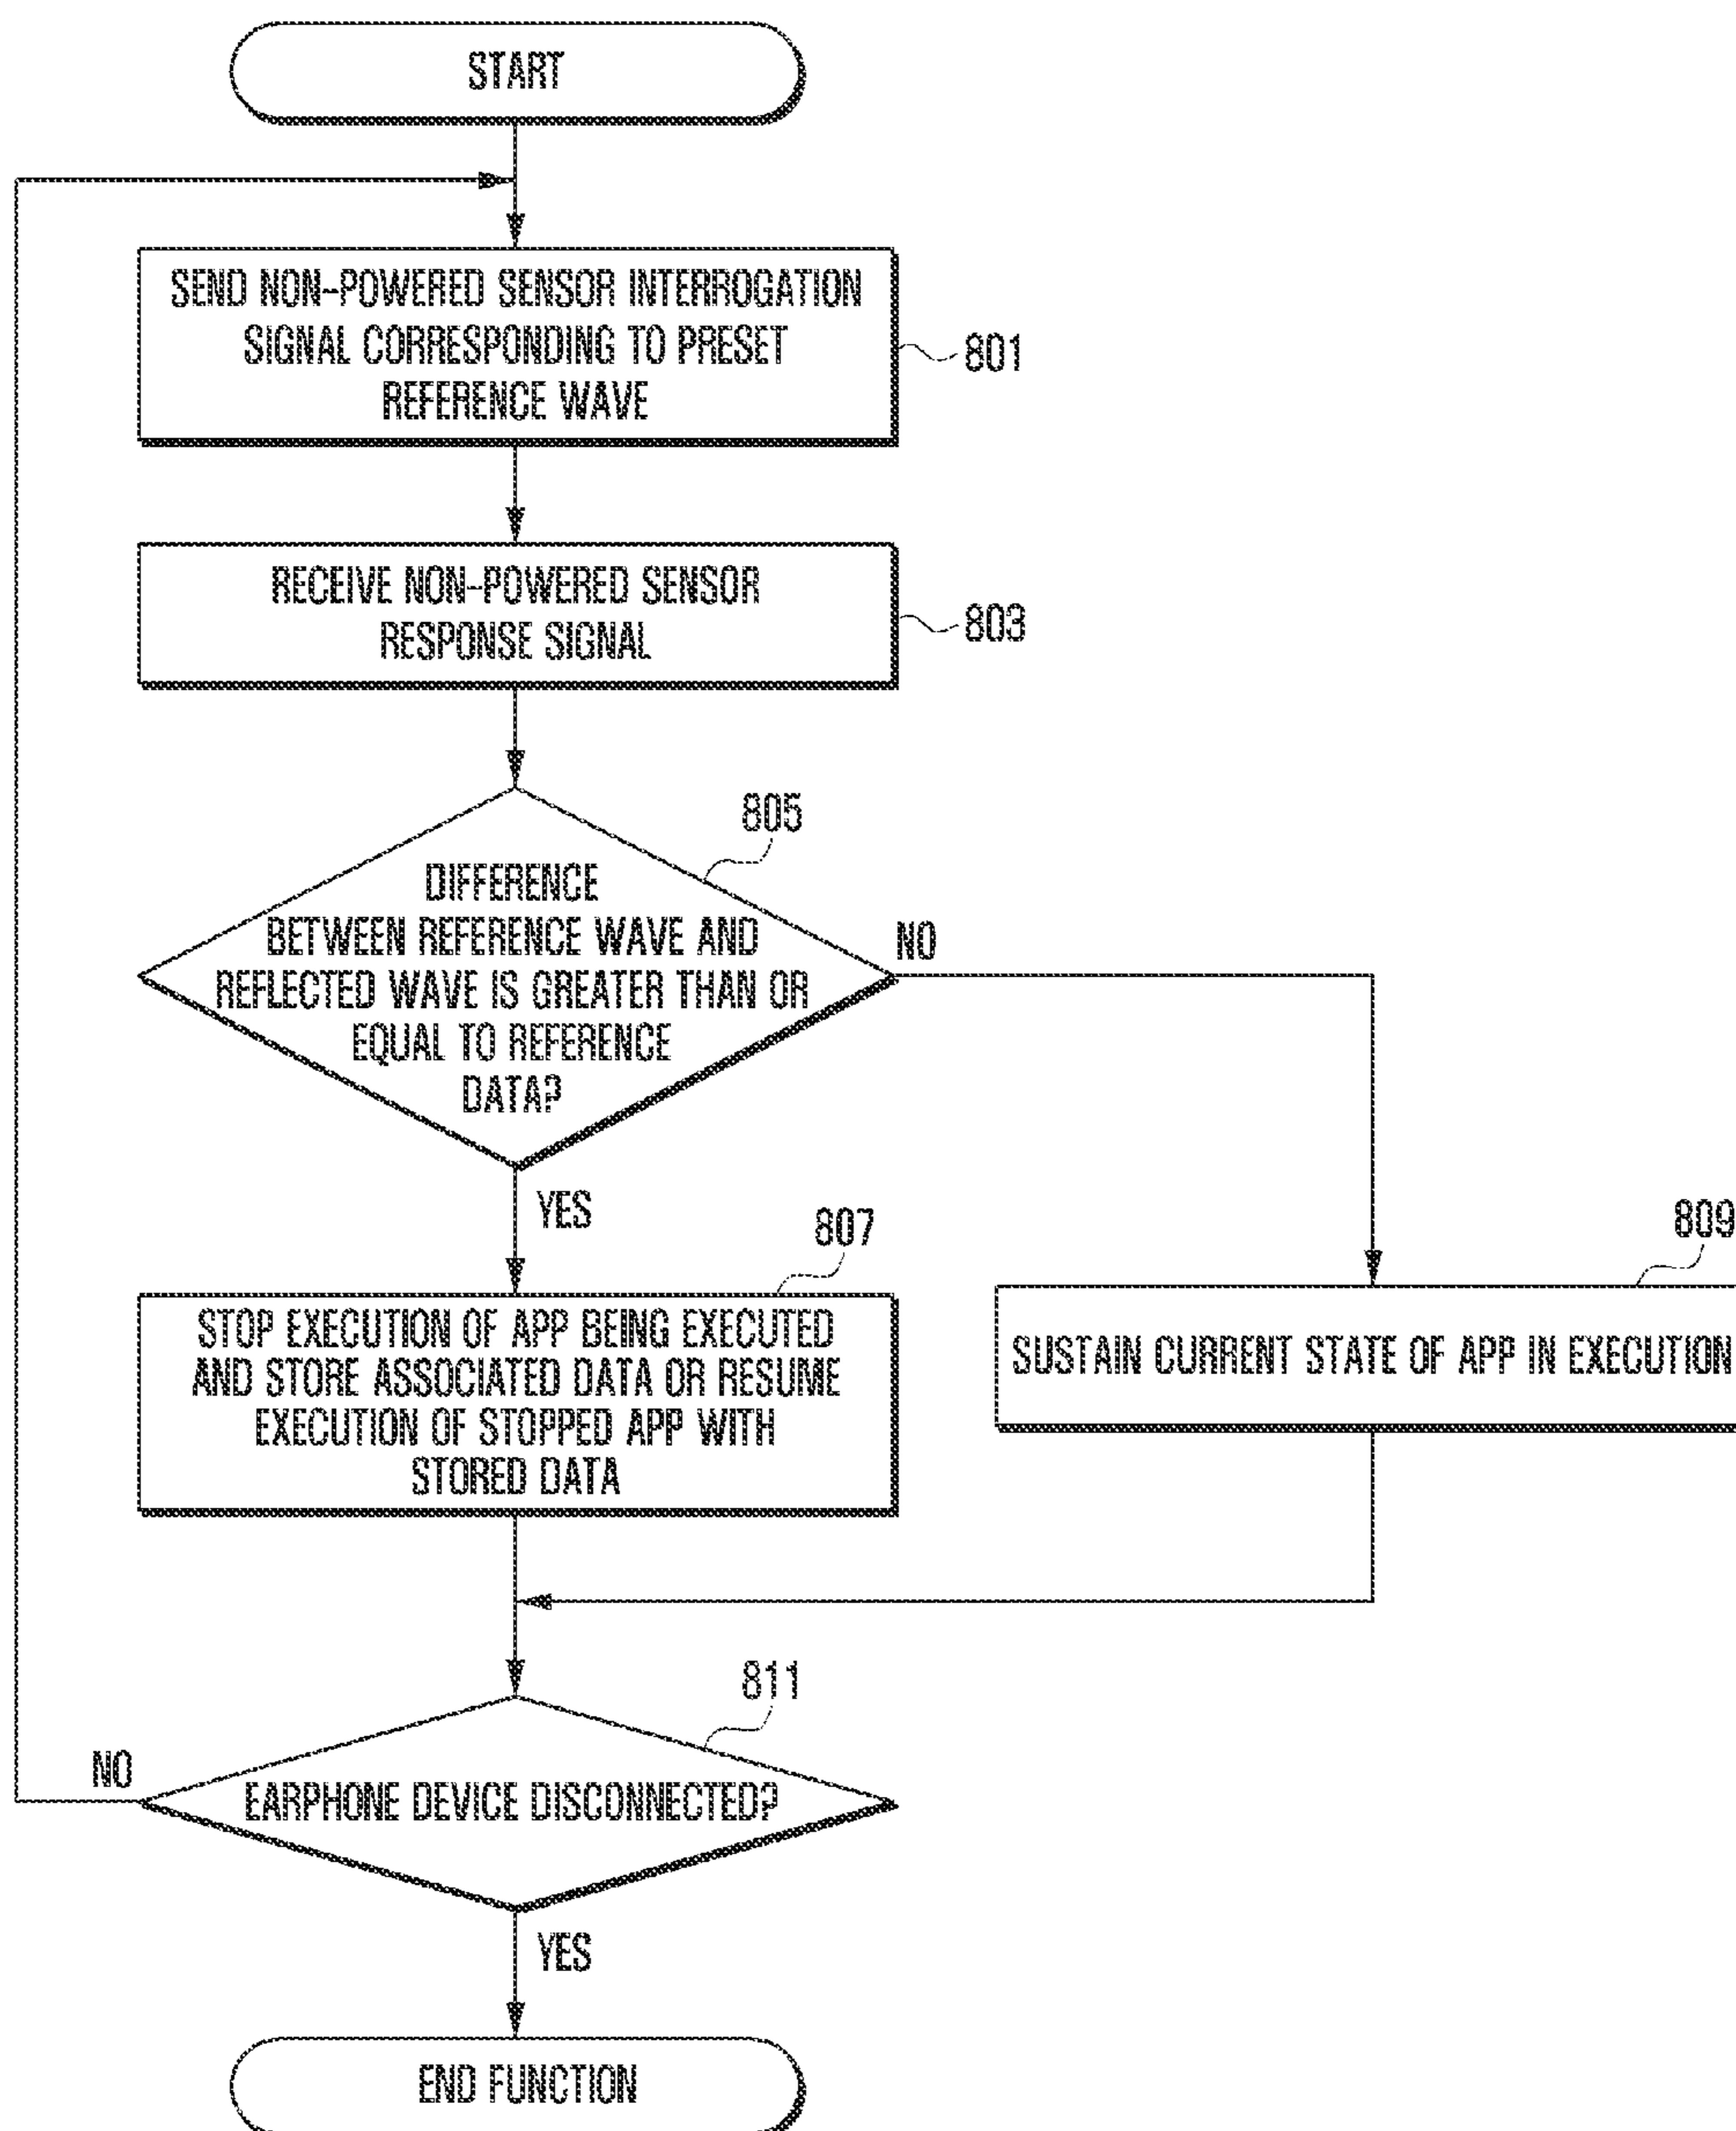 START
SEND NON-POWERED SENSOR INTERROGATION
SIGNAL CORRESPONDING TO PRESET
REFERENCE WAVE
801
RECEIVE NON-POWERED SENSOR
RESPONSE SIGNAL
803
805
DIFFERENCE
BETWEEN REFERENCE WAVE AND
REFLECTED WAVE IS GREATER THAN OR
EQUAL TO REFERENCE
DATA?
NO
YES
807
STOP EXECUTION OF APP BEING EXECUTED
AND STORE ASSOCIATED DATA OR RESUME
EXECUTION OF STOPPED APP WITH
STORED DATA
809
SUSTAIN CURRENT STATE OF APP IN EXECUTION
811
NO
EARPHONE DEVICE DISCONNECTED?
YES
END FUNCTION